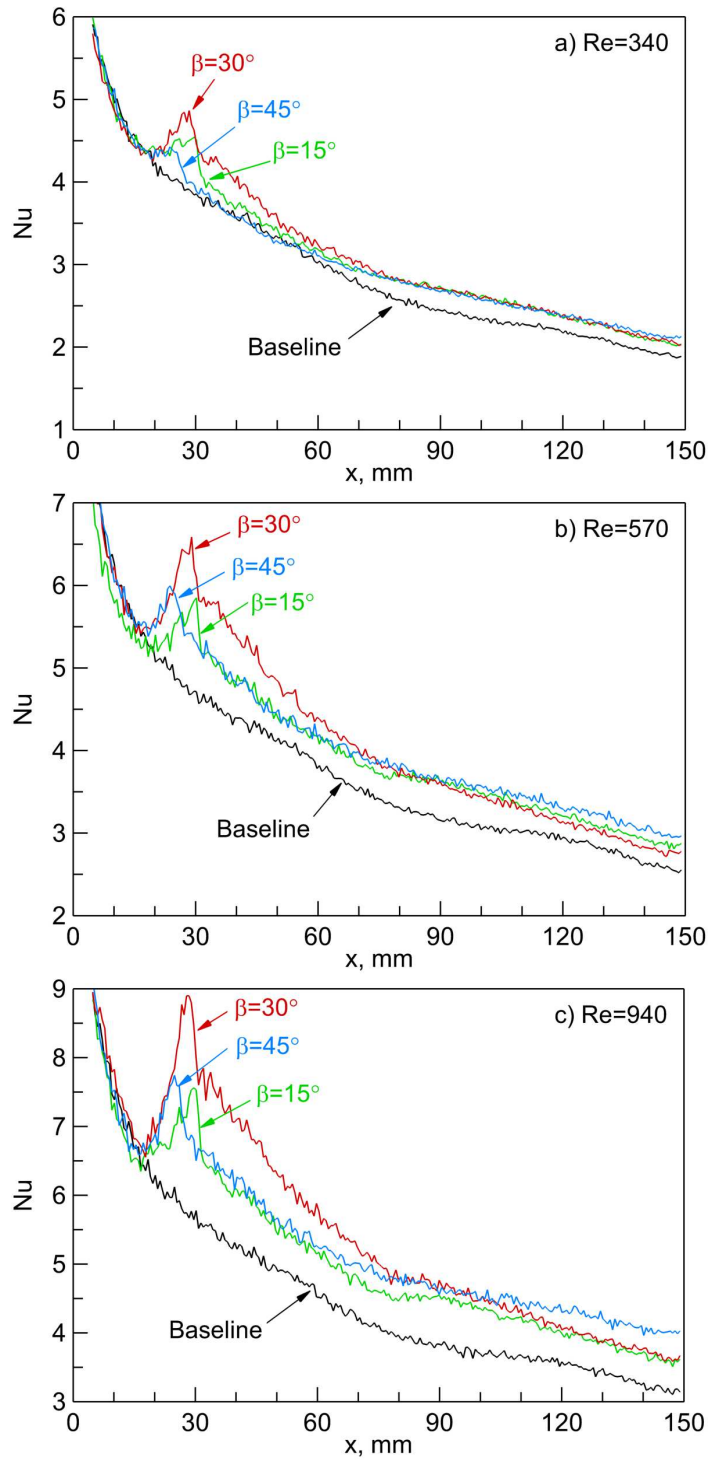 6
a) Re=340
β=30°
5
β=45°
β=15°
4
Nu
3
Baseline
2
1
0 30 60 90 120 150
x, mm
7
b) Re=570
β=30°
6
β=45°
β=15°
5
Nu
4
Baseline
3
2
0 30 60 90 120 150
x, mm
9
c) Re=940
β=30°
8
β=45°
β=15°
7
6
Nu
5
Baseline
4
3
0 30 60 90 120 150
x, mm